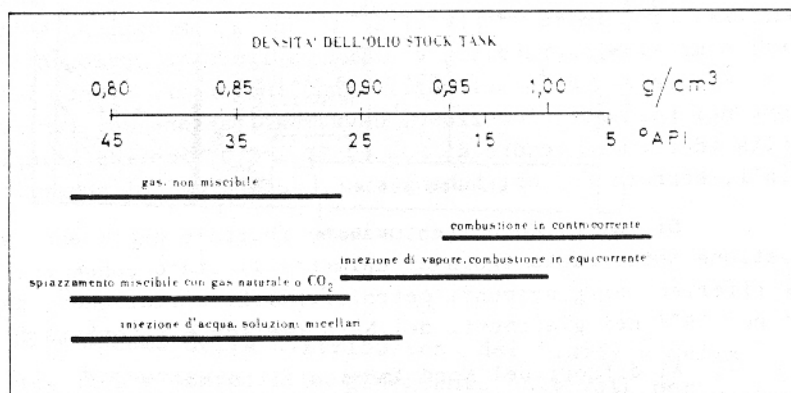 DENSITA' DELL'OLIO STOCK TANK
0,80 0,85 0,90 0,95 1,00 g/cm³
45 35 25 15 5 °API
gas, non miscibile
combustione in controcorrente
iniezione di vapore, combustione in equicorrente
spiazzamento miscibile con gas naturale o CO₂
iniezione d'acqua, soluzioni micellari